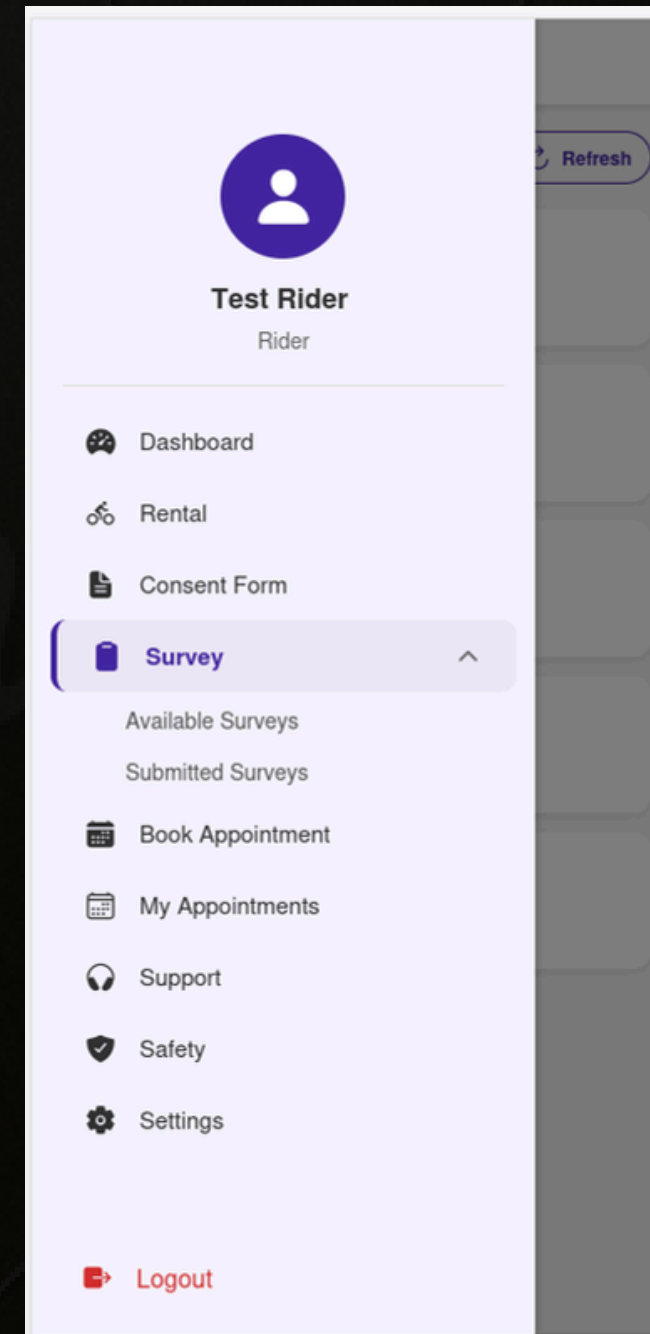 Refresh
Test Rider
Rider
Dashboard
Rental
Consent Form
Survey
Available Surveys
Submitted Surveys
Book Appointment
My Appointments
Support
Safety
Settings
Logout